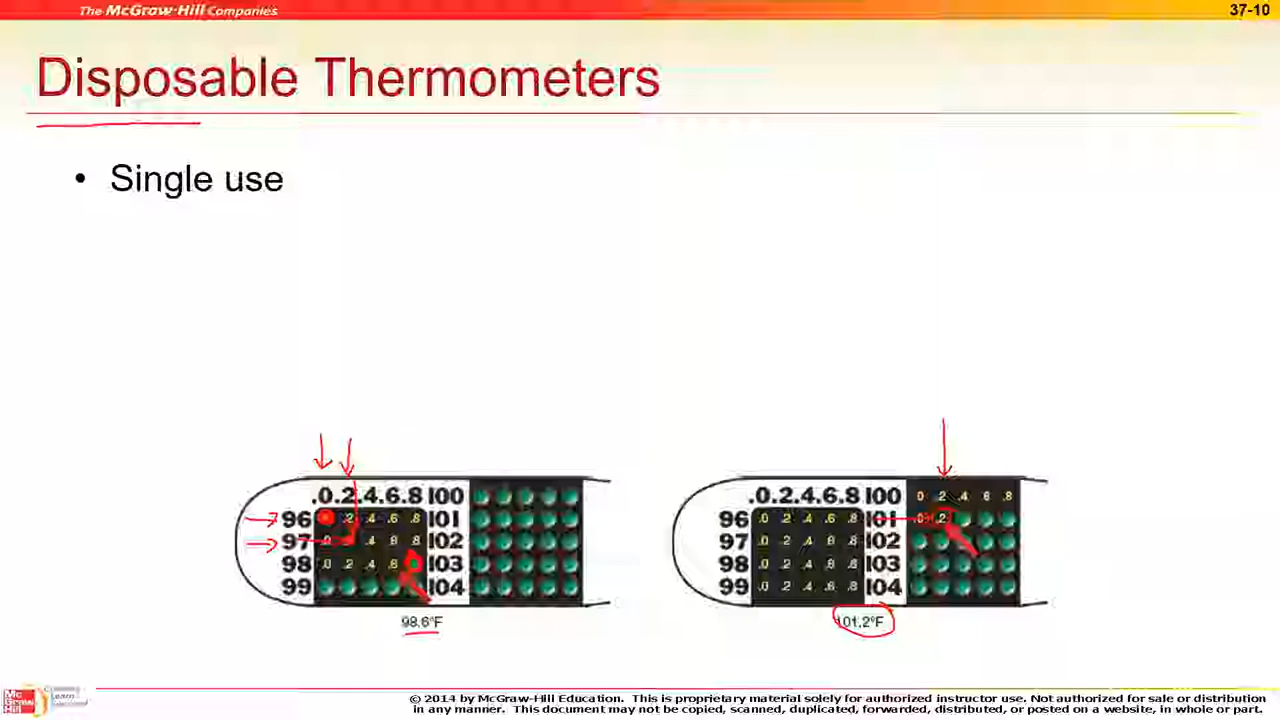 The McGraw-Hill Companies
37-10
Disposable Thermometers
• Single use
.0.2.4.6.8 100
96 .2 .4 .6 .8 101
97 .0 .4 .6 .8 102
98 .0 .2 .4 .6 103
99 104
98.6°F
.0.2.4.6.8 100 .0 .2 .4 .6 .8
96 .0 .2 .4 .6 .8 101 .0 .2
97 .0 .2 .4 .6 .8 102
98 .0 .2 .4 .6 .8 103
99 .0 .2 .4 .6 .8 104
101.2°F
Mc Graw Hill Learn
© 2014 by McGraw-Hill Education. This is proprietary material solely for authorized instructor use. Not authorized for sale or distribution
in any manner. This document may not be copied, scanned, duplicated, forwarded, distributed, or posted on a website, in whole or part.